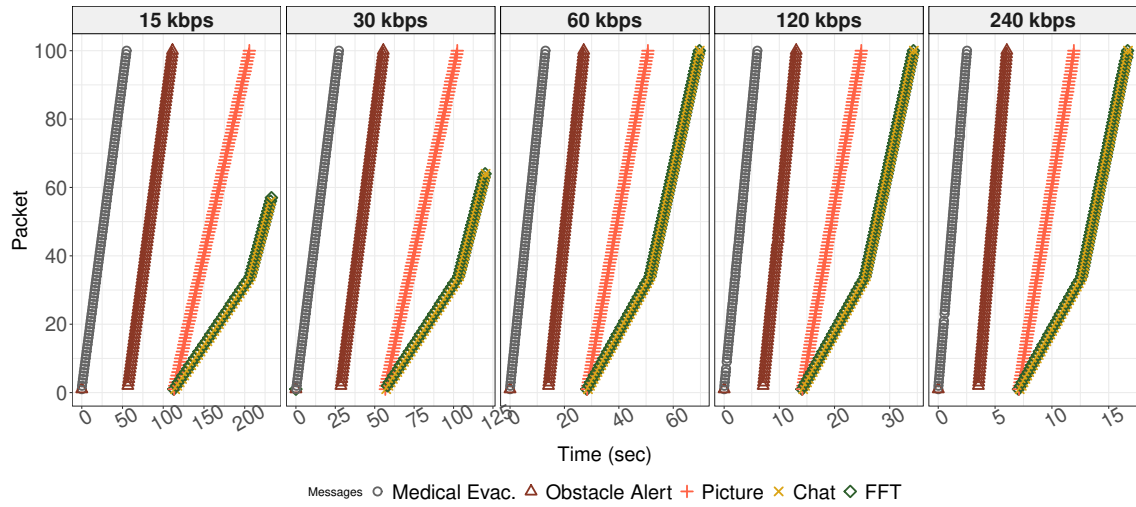 15 kbps 30 kbps 60 kbps 120 kbps 240 kbps
100
80
60
40
20
0
Packet
0 50 100 150 200 0 25 50 75 100 125 0 20 40 60 0 10 20 30 0 5 10 15
Time (sec)
Messages Medical Evac. Obstacle Alert Picture Chat FFT